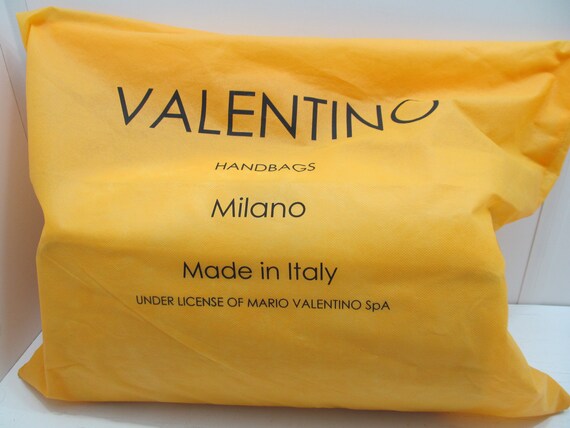 VALENTINO
HANDBAGS
Milano
Made in Italy
UNDER LICENSE OF MARIO VALENTINO SpA